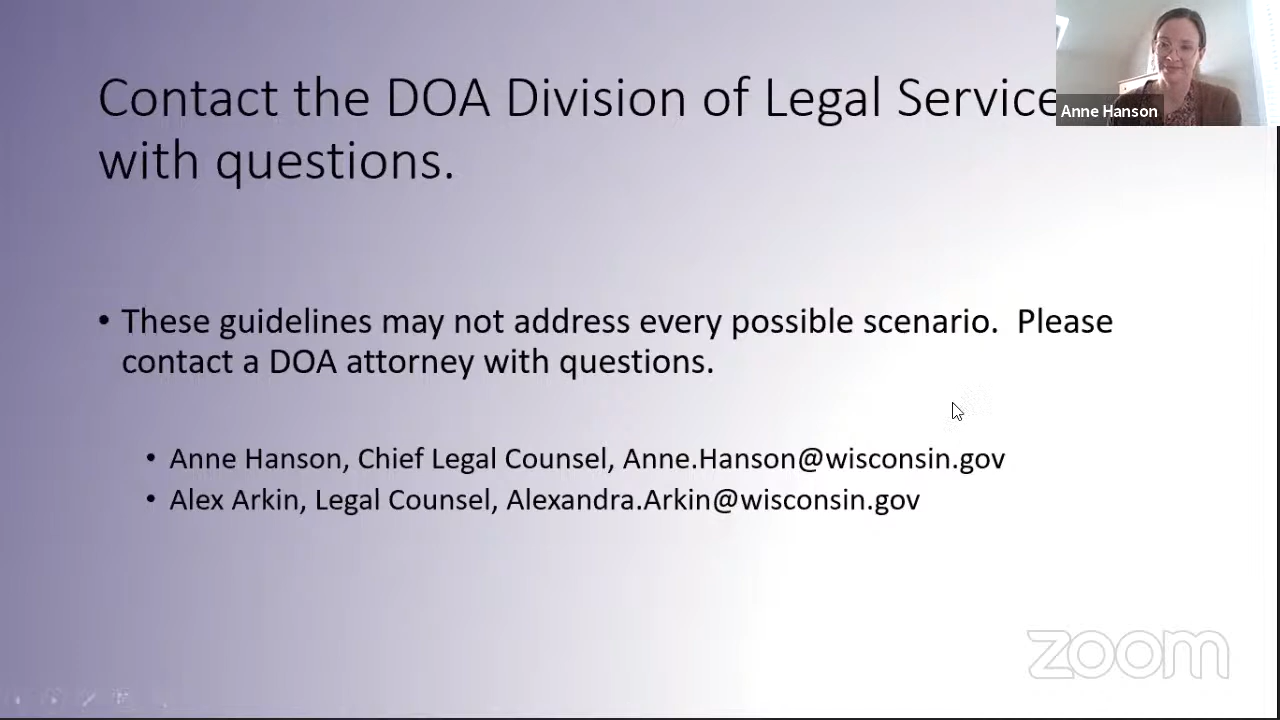 Contact the DOA Division of Legal Service
with questions.
Anne Hanson
• These guidelines may not address every possible scenario. Please
contact a DOA attorney with questions.
• Anne Hanson, Chief Legal Counsel, Anne.Hanson@wisconsin.gov
• Alex Arkin, Legal Counsel, Alexandra.Arkin@wisconsin.gov
zoom